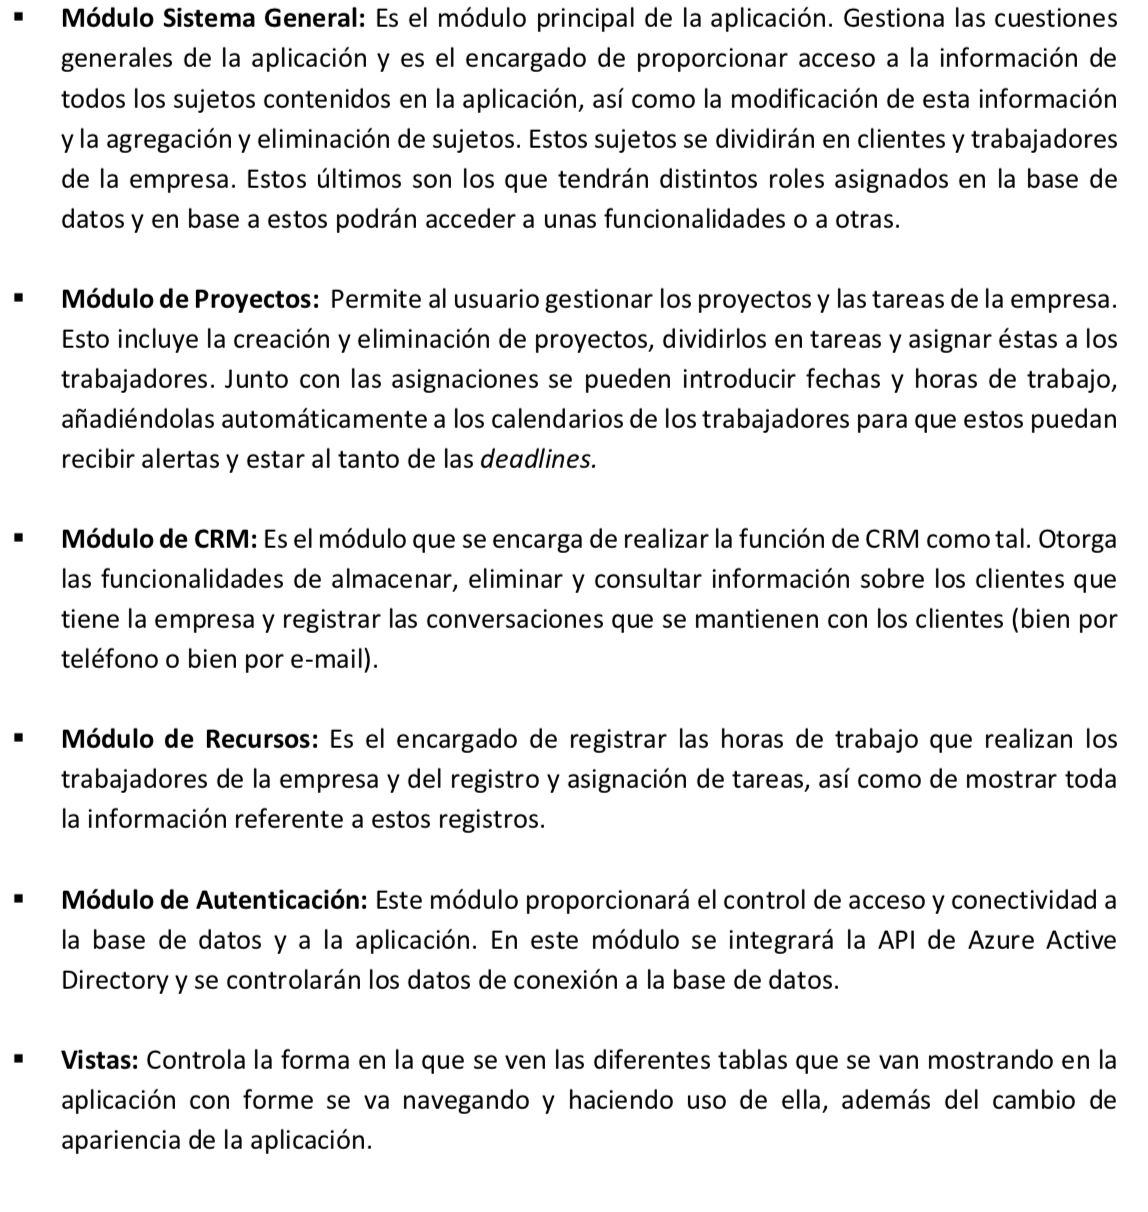 ▪ Módulo Sistema General: Es el módulo principal de la aplicación. Gestiona las cuestiones
generales de la aplicación y es el encargado de proporcionar acceso a la información de
todos los sujetos contenidos en la aplicación, así como la modificación de esta información
y la agregación y eliminación de sujetos. Estos sujetos se dividirán en clientes y trabajadores
de la empresa. Estos últimos son los que tendrán distintos roles asignados en la base de
datos y en base a estos podrán acceder a unas funcionalidades o a otras.
▪ Módulo de Proyectos: Permite al usuario gestionar los proyectos y las tareas de la empresa.
Esto incluye la creación y eliminación de proyectos, dividirlos en tareas y asignar éstas a los
trabajadores. Junto con las asignaciones se pueden introducir fechas y horas de trabajo,
añadiéndolas automáticamente a los calendarios de los trabajadores para que estos puedan
recibir alertas y estar al tanto de las deadlines.
▪ Módulo de CRM: Es el módulo que se encarga de realizar la función de CRM como tal. Otorga
las funcionalidades de almacenar, eliminar y consultar información sobre los clientes que
tiene la empresa y registrar las conversaciones que se mantienen con los clientes (bien por
teléfono o bien por e-mail).
▪ Módulo de Recursos: Es el encargado de registrar las horas de trabajo que realizan los
trabajadores de la empresa y del registro y asignación de tareas, así como de mostrar toda
la información referente a estos registros.
▪ Módulo de Autenticación: Este módulo proporcionará el control de acceso y conectividad a
la base de datos y a la aplicación. En este módulo se integrará la API de Azure Active
Directory y se controlarán los datos de conexión a la base de datos.
▪ Vistas: Controla la forma en la que se ven las diferentes tablas que se van mostrando en la
aplicación con forme se va navegando y haciendo uso de ella, además del cambio de
apariencia de la aplicación.